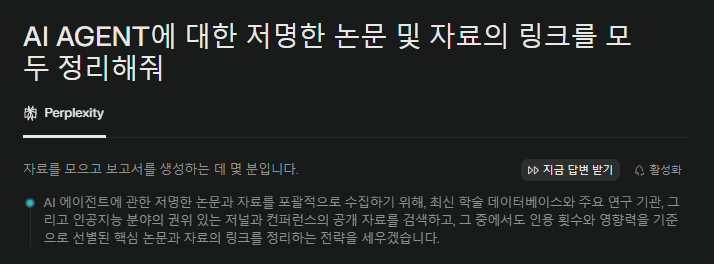 AI AGENT에 대한 저명한 논문 및 자료의 링크를 모
두 정리해줘
Perplexity
자료를 모으고 보고서를 생성하는 데 몇 분입니다.
지금 답변 받기
활성화
AI 에이전트에 관한 저명한 논문과 자료를 포괄적으로 수집하기 위해, 최신 학술 데이터베이스와 주요 연구 기관, 그
리고 인공지능 분야의 권위 있는 저널과 컨퍼런스의 공개 자료를 검색하고, 그 중에서도 인용 횟수와 영향력을 기준
으로 선별된 핵심 논문과 자료의 링크를 정리하는 전략을 세우겠습니다.